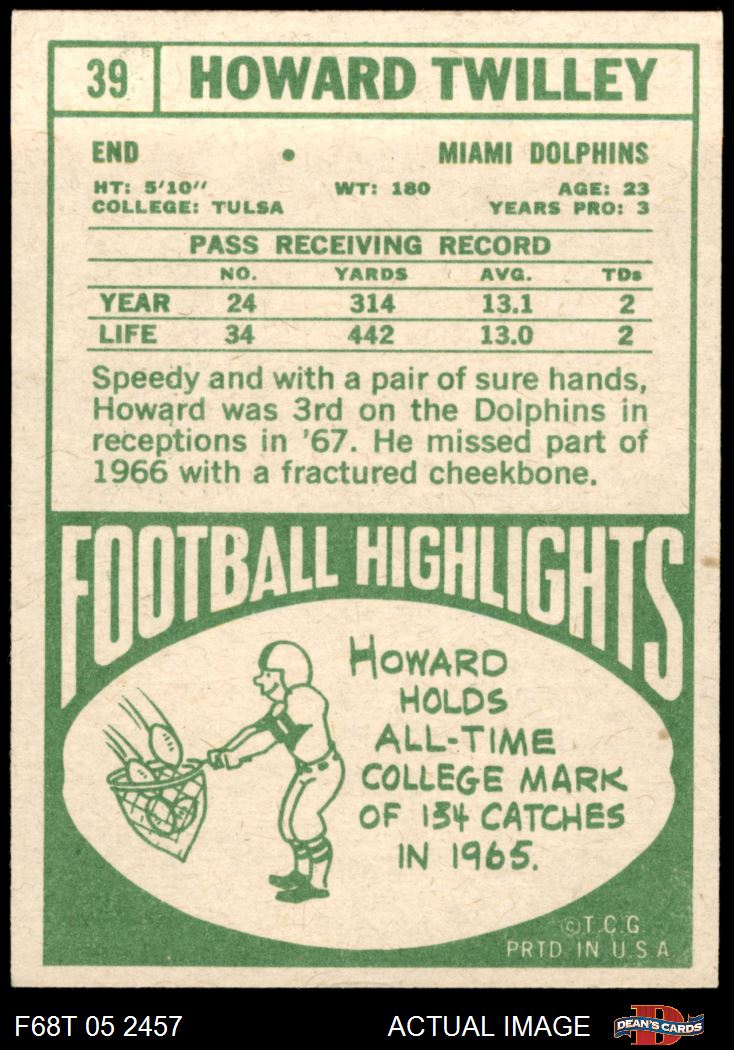 39 HOWARD TWILLEY
END • MIAMI DOLPHINS
HT: 5'10" WT: 180 AGE: 23
COLLEGE: TULSA YEARS PRO: 3
PASS RECEIVING RECORD
NO. YARDS AVG. TDs
YEAR 24 314 13.1 2
LIFE 34 442 13.0 2
Speedy and with a pair of sure hands,
Howard was 3rd on the Dolphins in
receptions in '67. He missed part of
1966 with a fractured cheekbone.
FOOTBALL HIGHLIGHTS
HOWARD
HOLDS
ALL-TIME
COLLEGE MARK
OF 134 CATCHES
IN 1965.
©T.C.G.
PRTD IN U.S.A
F68T 05 2457 ACTUAL IMAGE D DEAN'S CARDS